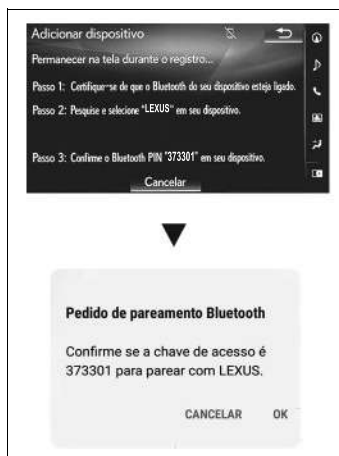 Adicionar dispositivo
Permanecer na tela durante o registro...
Passo 1: Certifique-se de que o Bluetooth do seu dispositivo esteja ligado.
Passo 2: Pesquise e selecione "LEXUS" em seu dispositivo.
Passo 3: Confirme o Bluetooth PIN "373301" em seu dispositivo.
Cancelar
Pedido de pareamento Bluetooth
Confirme se a chave de acesso é
373301 para parear com LEXUS.
CANCELAR OK